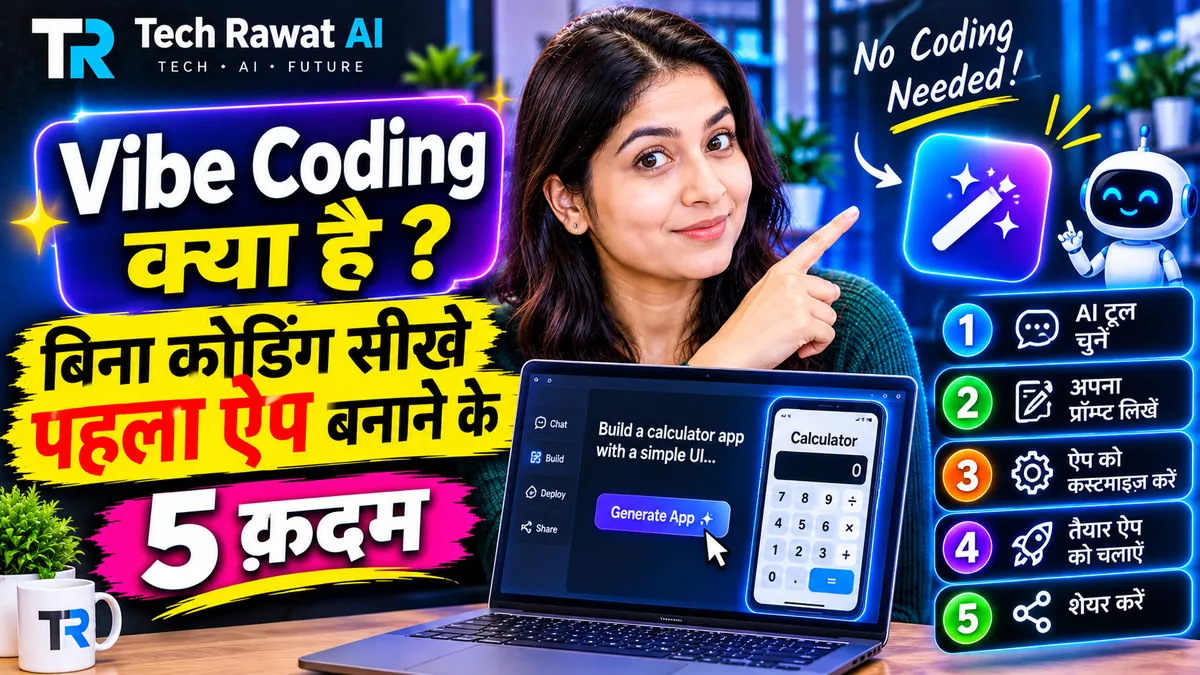 TR Tech Rawat AI
TECH • AI • FUTURE
Vibe Coding
क्या है ?
बिना कोडिंग सीखे
पहला ऐप बनाने के
5 क़दम
No Coding
Needed!
1 AI टूल
चुनें
2 अपना
प्रॉम्प्ट लिखें
3 ऐप को
कस्टमाइज़ करें
4 तैयार ऐप
को चलाएँ
5 शेयर करें
Chat
Build
Deploy
Share
Build a calculator app
with a simple UI...
Generate App
Calculator
0
7 8 9 ÷
4 5 6 ×
1 2 3 +
0 . =
TR